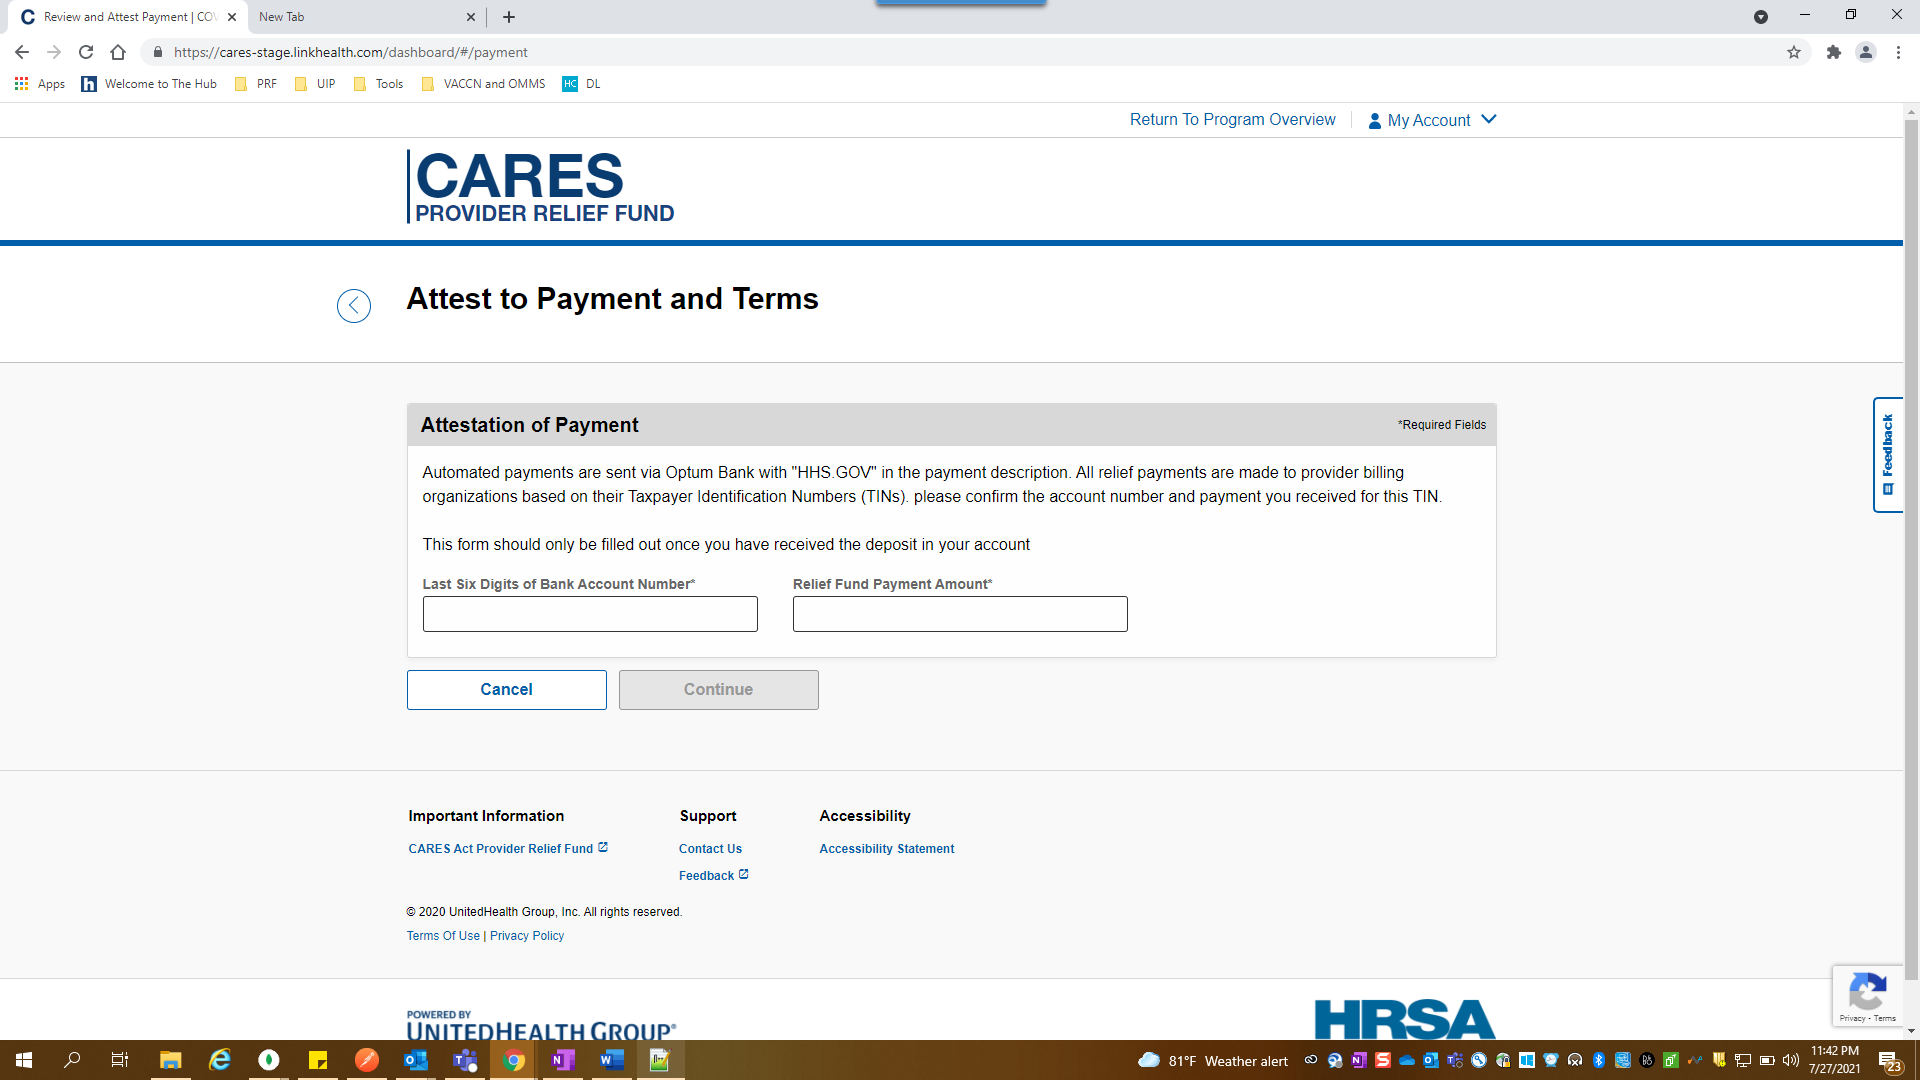 Review and Attest Payment | COV
New Tab
https://cares-stage.linkhealth.com/dashboard/#/payment
Apps
h
Welcome to The Hub
PRF
UIP
Tools
VACCN and OMMS
HC
DL
Return To Program Overview
My Account
CARES
PROVIDER RELIEF FUND
Attest to Payment and Terms
Attestation of Payment
*Required Fields
Automated payments are sent via Optum Bank with "HHS.GOV" in the payment description. All relief payments are made to provider billing
organizations based on their Taxpayer Identification Numbers (TINs). please confirm the account number and payment you received for this TIN.
This form should only be filled out once you have received the deposit in your account
Last Six Digits of Bank Account Number*
Relief Fund Payment Amount*
Feedback
Cancel
Continue
Important Information
Support
Accessibility
CARES Act Provider Relief Fund
Contact Us
Accessibility Statement
Feedback
© 2020 UnitedHealth Group, Inc. All rights reserved.
Terms Of Use | Privacy Policy
Privacy - Terms
POWERED BY
UNITEDHEALTH GROUP®
HRSA
81°F Weather alert
11:42 PM
7/27/2021
23